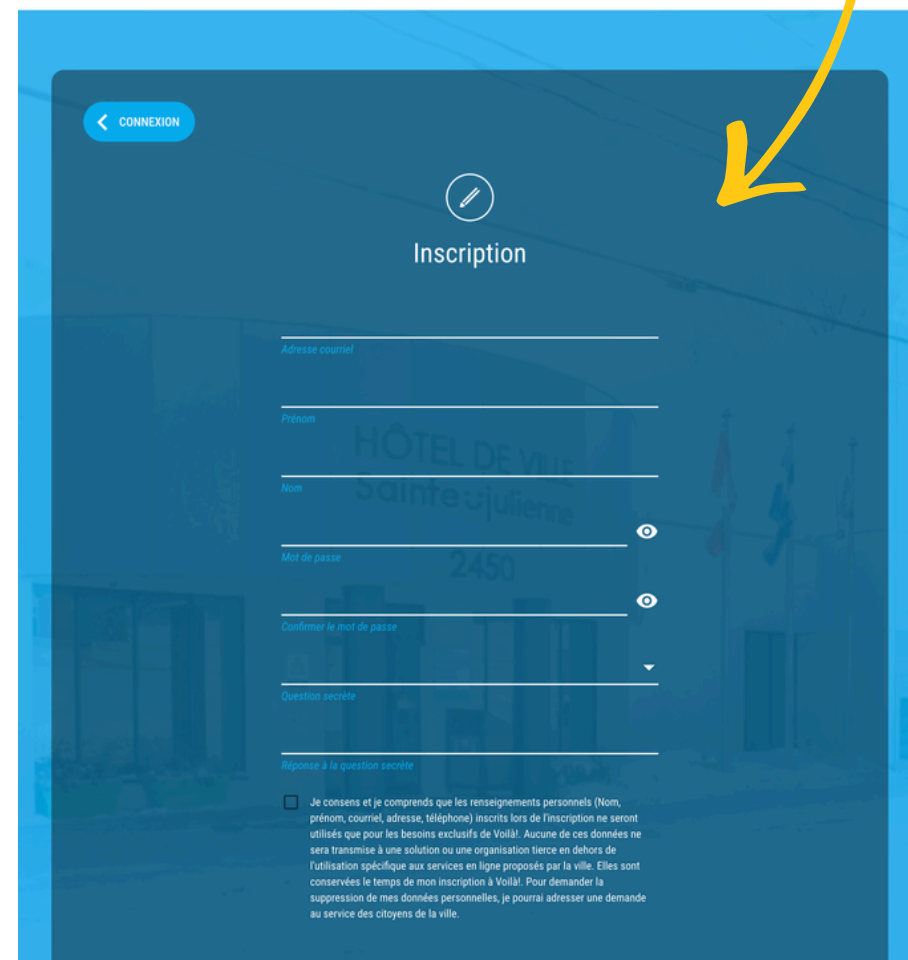 CONNEXION
Inscription
Adresse courriel
Prénom
HÔTEL DE VILLE
Nom
Sainte julienne
Mot de passe
2450
Confirmer le mot de passe
Question secrète
Réponse à la question secrète
Je consens et je comprends que les renseignements personnels (Nom,
prénom, courriel, adresse, téléphone) inscrits lors de l'inscription ne seront
utilisés que pour les besoins exclusifs de Voilà!. Aucune de ces données ne
sera transmise à une solution ou une organisation tierce en dehors de
l'utilisation spécifique aux services en ligne proposés par la ville. Elles sont
conservées le temps de mon inscription à Voilà!. Pour demander la
suppression de mes données personnelles, je pourrai adresser une demande
au service des citoyens de la ville.